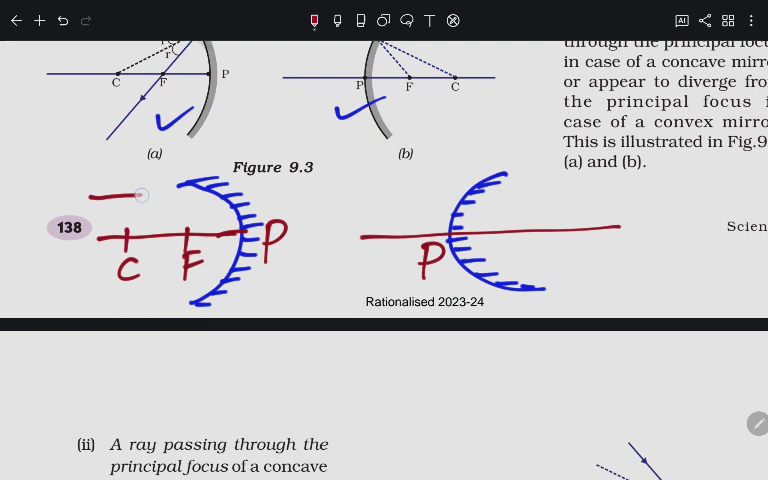 T
AI
through the principal focu
in case of a concave mirro
or appear to diverge fro
the principal focus i
case of a convex mirro
This is illustrated in Fig.9
(a) and (b).
r
C F P
P F C
(a) (b)
Figure 9.3
138
C F P
P
Scien
Rationalised 2023-24
(ii) A ray passing through the
principal focus of a concave